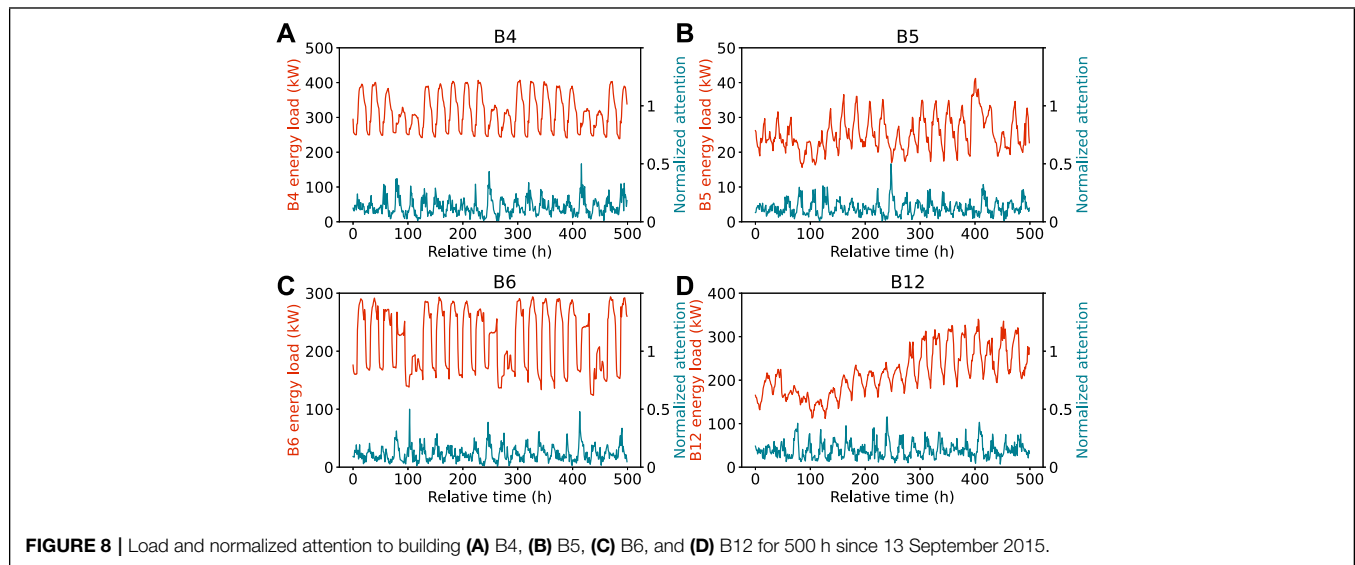 A
B4
B4 energy load (kW)
500
400
300
200
100
0
1
0.5
0
Normalized attention
0 100 200 300 400 500
Relative time (h)
B
B5
B5 energy load (kW)
50
40
30
20
10
0
1
0.5
0
Normalized attention
0 100 200 300 400 500
Relative time (h)
C
B6
B6 energy load (kW)
300
200
100
0
1
0.5
0
Normalized attention
0 100 200 300 400 500
Relative time (h)
D
B12
B12 energy load (kW)
400
300
200
100
0
1
0.5
0
Normalized attention
0 100 200 300 400 500
Relative time (h)
FIGURE 8 | Load and normalized attention to building (A) B4, (B) B5, (C) B6, and (D) B12 for 500 h since 13 September 2015.